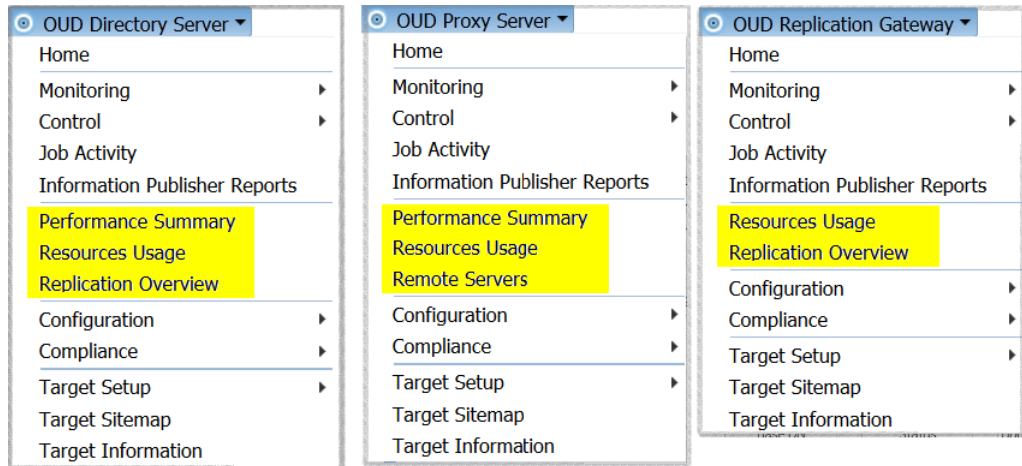 OUD Directory Server
Home
Monitoring
Control
Job Activity
Information Publisher Reports
Performance Summary
Resources Usage
Replication Overview
Configuration
Compliance
Target Setup
Target Sitemap
Target Information
OUD Proxy Server
Home
Monitoring
Control
Job Activity
Information Publisher Reports
Performance Summary
Resources Usage
Remote Servers
Configuration
Compliance
Target Setup
Target Sitemap
Target Information
OUD Replication Gateway
Home
Monitoring
Control
Job Activity
Information Publisher Reports
Resources Usage
Replication Overview
Configuration
Compliance
Target Setup
Target Sitemap
Target Information